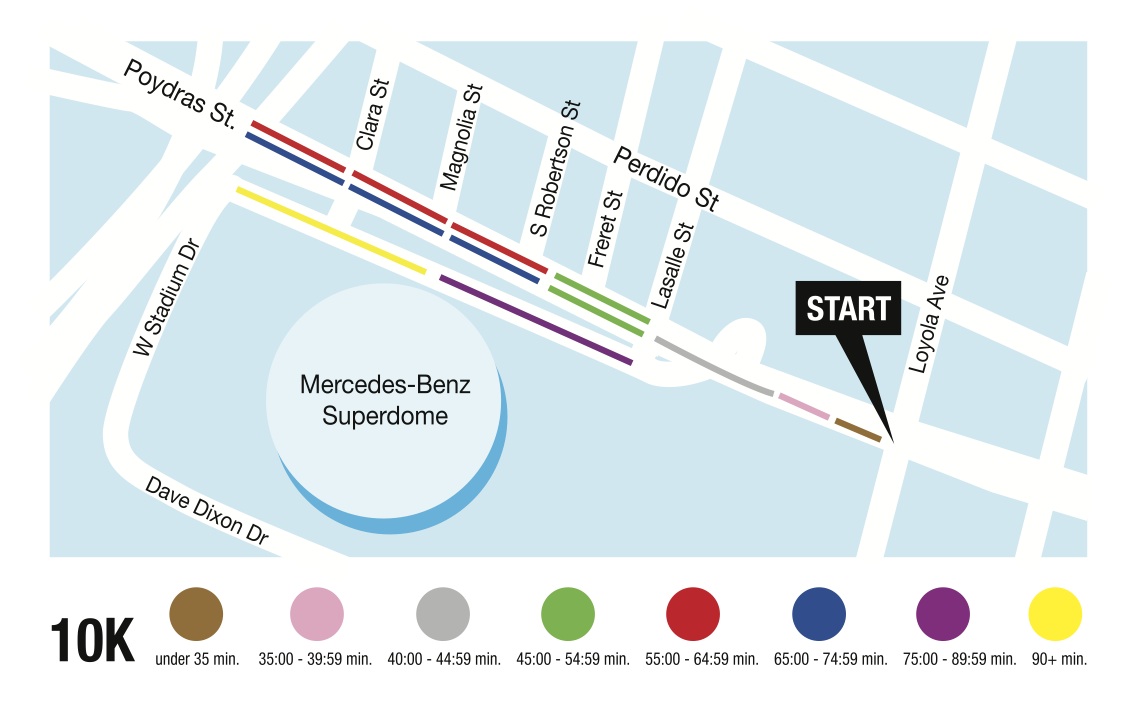 Poydras St.
Clara St
Magnolia St
S Robertson St
Perdido St
Freret St
Lasalle St
W Stadium Dr
START
Loyola Ave
Mercedes-Benz
Superdome
Dave Dixon Dr
10K
under 35 min.
35:00 - 39:59 min.
40:00 - 44:59 min.
45:00 - 54:59 min.
55:00 - 64:59 min.
65:00 - 74:59 min.
75:00 - 89:59 min.
90+ min.